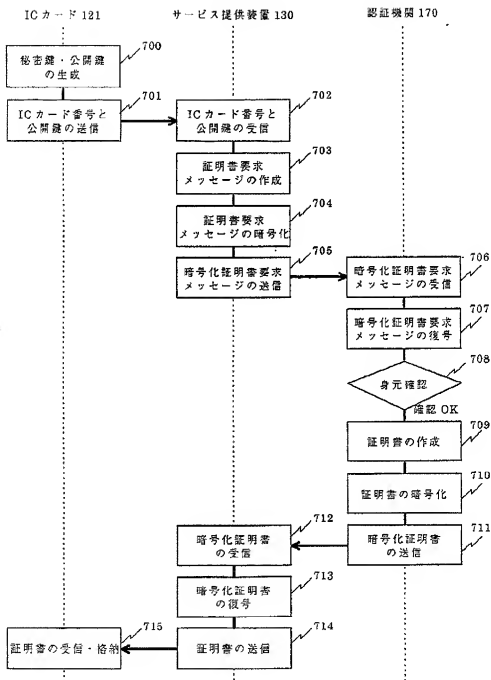 ICカード 121
サービス提供装置 130
認証機関 170
700
秘密鍵・公開鍵
の生成
701
ICカード番号と
公開鍵の送信
702
ICカード番号と
公開鍵の受信
703
証明書要求
メッセージの作成
704
証明書要求
メッセージの暗号化
705
暗号化証明書要求
メッセージの送信
706
暗号化証明書要求
メッセージの受信
707
暗号化証明書要求
メッセージの復号
708
身元確認
確認 OK
709
証明書の作成
710
証明書の暗号化
711
暗号化証明書
の送信
712
暗号化証明書
の受信
713
暗号化証明書
の復号
714
証明書の送信
715
証明書の受信・格納